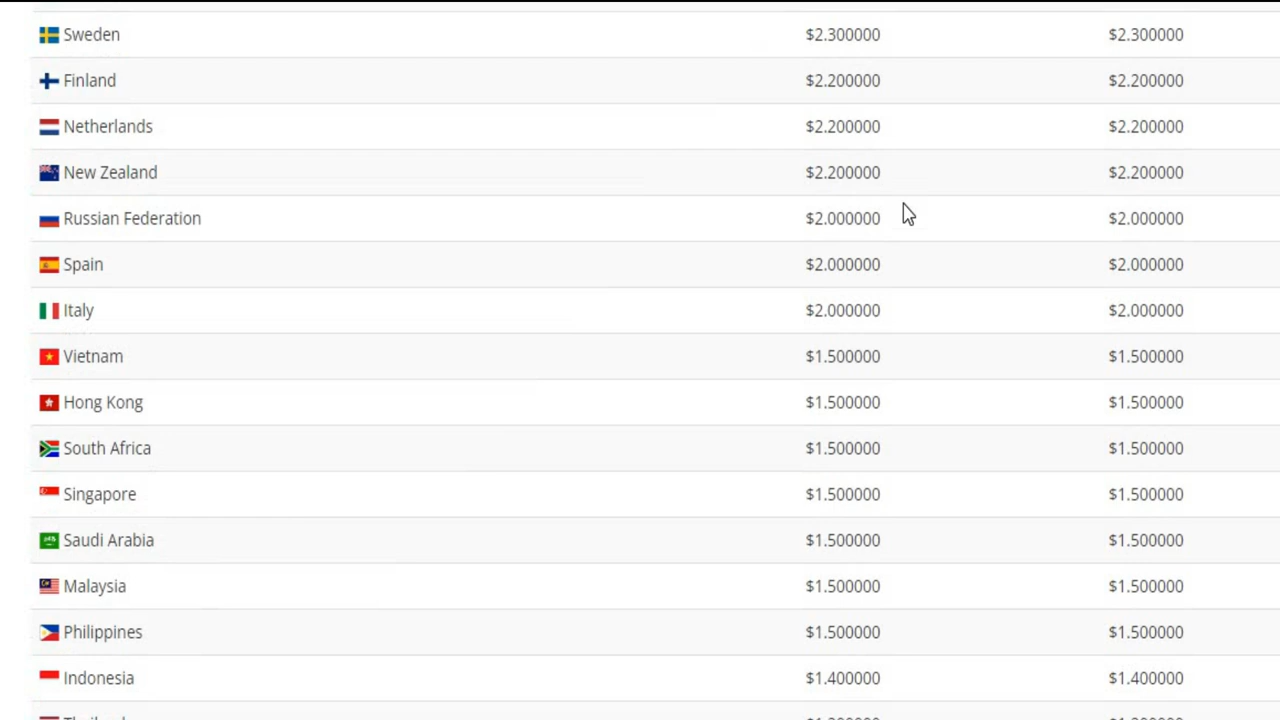 Sweden $2.300000 $2.300000
Finland $2.200000 $2.200000
Netherlands $2.200000 $2.200000
New Zealand $2.200000 $2.200000
Russian Federation $2.000000 $2.000000
Spain $2.000000 $2.000000
Italy $2.000000 $2.000000
Vietnam $1.500000 $1.500000
Hong Kong $1.500000 $1.500000
South Africa $1.500000 $1.500000
Singapore $1.500000 $1.500000
Saudi Arabia $1.500000 $1.500000
Malaysia $1.500000 $1.500000
Philippines $1.500000 $1.500000
Indonesia $1.400000 $1.400000